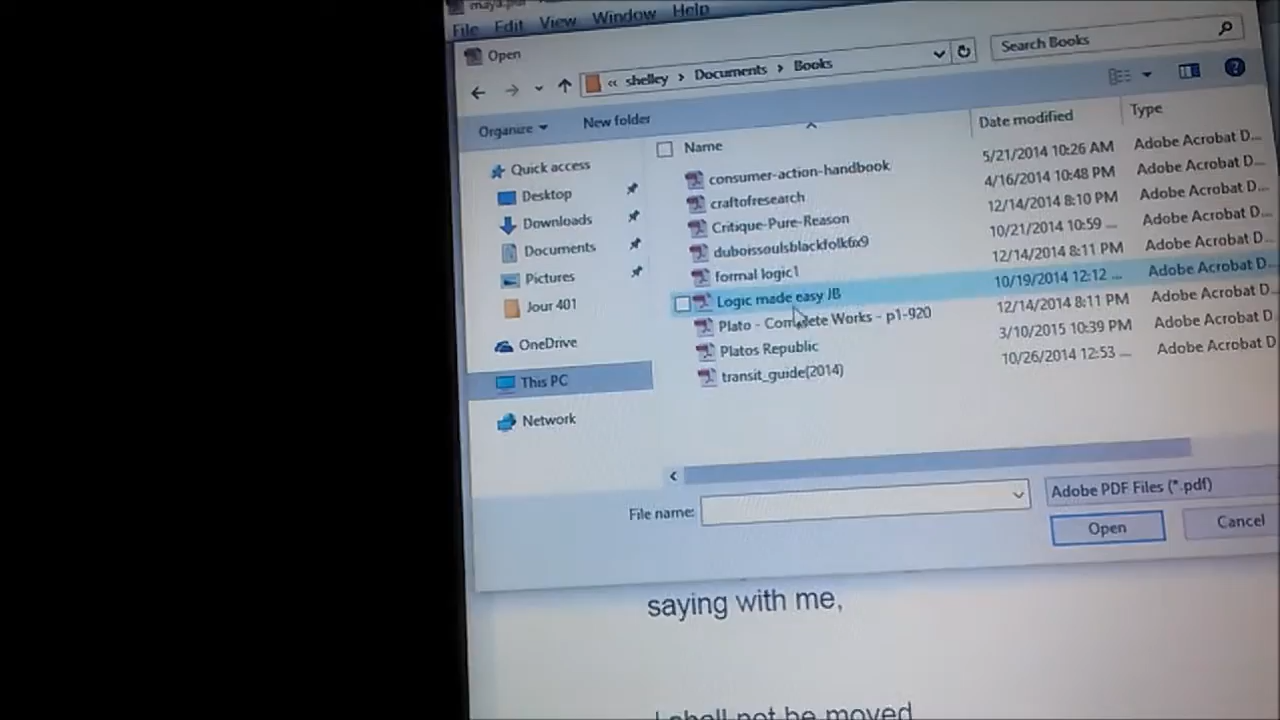 maya.pdf
File Edit View Window Help
Open
« shelley > Documents > Books
Search Books
Organize New folder
Name Date modified Type
consumer-action-handbook 5/21/2014 10:26 AM Adobe Acrobat D...
craftofresearch 4/16/2014 10:48 PM Adobe Acrobat D...
Critique-Pure-Reason 12/14/2014 8:10 PM Adobe Acrobat D...
duboissoulsblackfolk6x9 10/21/2014 10:59 ... Adobe Acrobat D...
formal logic1 12/14/2014 8:11 PM Adobe Acrobat D...
Logic made easy JB 10/19/2014 12:12 ... Adobe Acrobat D...
Plato - Complete Works - p1-920 12/14/2014 8:11 PM Adobe Acrobat D...
Platos Republic 3/10/2015 10:39 PM Adobe Acrobat D
transit_guide(2014) 10/26/2014 12:53 ... Adobe Acrobat D
Quick access
Desktop
Downloads
Documents
Pictures
Jour 401
OneDrive
This PC
Network
File name:
Adobe PDF Files (*.pdf)
Open Cancel
saying with me,
I shall not be moved